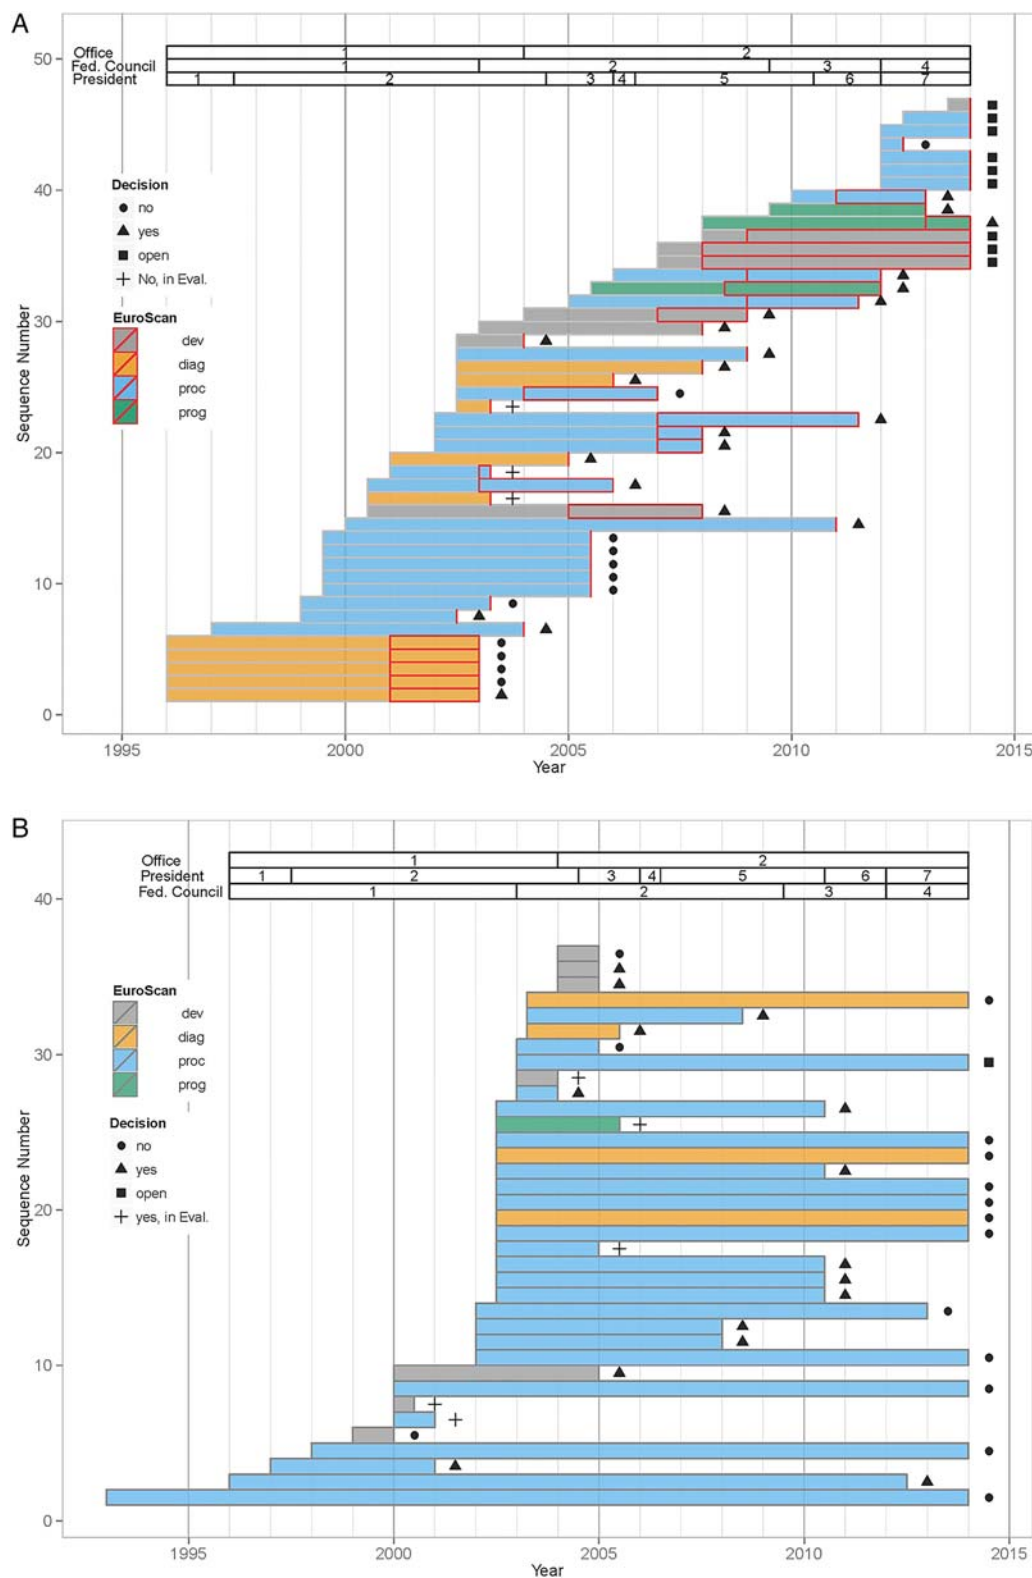 A
50
Office 1 2
Fed. Council 1 2 3 4
President 1 2 3 4 5 6 7
Decision
no
yes
open
No, in Eval.
EuroScan
dev
diag
proc
prog
40
30
20
10
0
Sequence Number
1995 2000 2005 2010 2015
Year
B
Office 1 2
President 1 2 3 4 5 6 7
Fed. Council 1 2 3 4
40
EuroScan
dev
diag
proc
prog
Decision
no
yes
open
yes, in Eval.
30
20
10
0
Sequence Number
1995 2000 2005 2010 2015
Year